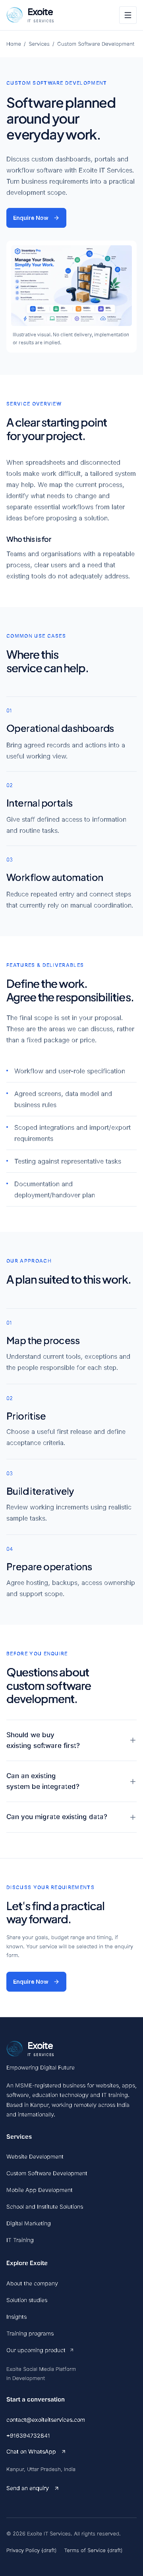 Exoite
IT SERVICES
Home / Services / Custom Software Development
CUSTOM SOFTWARE DEVELOPMENT
Software planned
around your
everyday work.
Discuss custom dashboards, portals and
workflow software with Exoite IT Services.
Turn business requirements into a practical
development scope.
Enquire Now →
Manage Your Stock.
Simplify Your Work.
Illustrative visual. No client delivery, implementation
or results are implied.
SERVICE OVERVIEW
A clear starting point
for your project.
When spreadsheets and disconnected
tools make work difficult, a tailored system
may help. We map the current process,
identify what needs to change and
separate essential workflows from later
ideas before proposing a solution.
Who this is for
Teams and organisations with a repeatable
process, clear users and a need that
existing tools do not adequately address.
COMMON USE CASES
Where this
service can help.
01
Operational dashboards
Bring agreed records and actions into a
useful working view.
02
Internal portals
Give staff defined access to information
and routine tasks.
03
Workflow automation
Reduce repeated entry and connect steps
that currently rely on manual coordination.
FEATURES & DELIVERABLES
Define the work.
Agree the responsibilities.
The final scope is set in your proposal.
These are the areas we can discuss, rather
than a fixed package or price.
• Workflow and user-role specification
• Agreed screens, data model and
business rules
• Scoped integrations and import/export
requirements
• Testing against representative tasks
• Documentation and
deployment/handover plan
OUR APPROACH
A plan suited to this work.
01
Map the process
Understand current tools, exceptions and
the people responsible for each step.
02
Prioritise
Choose a useful first release and define
acceptance criteria.
03
Build iteratively
Review working increments using realistic
sample tasks.
04
Prepare operations
Agree hosting, backups, access ownership
and support scope.
BEFORE YOU ENQUIRE
Questions about
custom software
development.
Should we buy
existing software first? +
Can an existing
system be integrated? +
Can you migrate existing data? +
DISCUSS YOUR REQUIREMENTS
Let's find a practical
way forward.
Share your goals, budget range and timing, if
known. Your service will be selected in the enquiry
form.
Enquire Now →
Exoite
IT SERVICES
Empowering Digital Future
An MSME-registered business for websites, apps,
software, education technology and IT training.
Based in Kanpur, working remotely across India
and internationally.
Services
Website Development
Custom Software Development
Mobile App Development
School and Institute Solutions
Digital Marketing
IT Training
Explore Exoite
About the company
Solution studies
Insights
Training programs
Our upcoming product ↗
Exoite Social Media Platform
In Development
Start a conversation
contact@exoiteitservices.com
+916394732841
Chat on WhatsApp ↗
Kanpur, Uttar Pradesh, India
Send an enquiry ↗
© 2026 Exoite IT Services. All rights reserved.
Privacy Policy (draft) Terms of Service (draft)